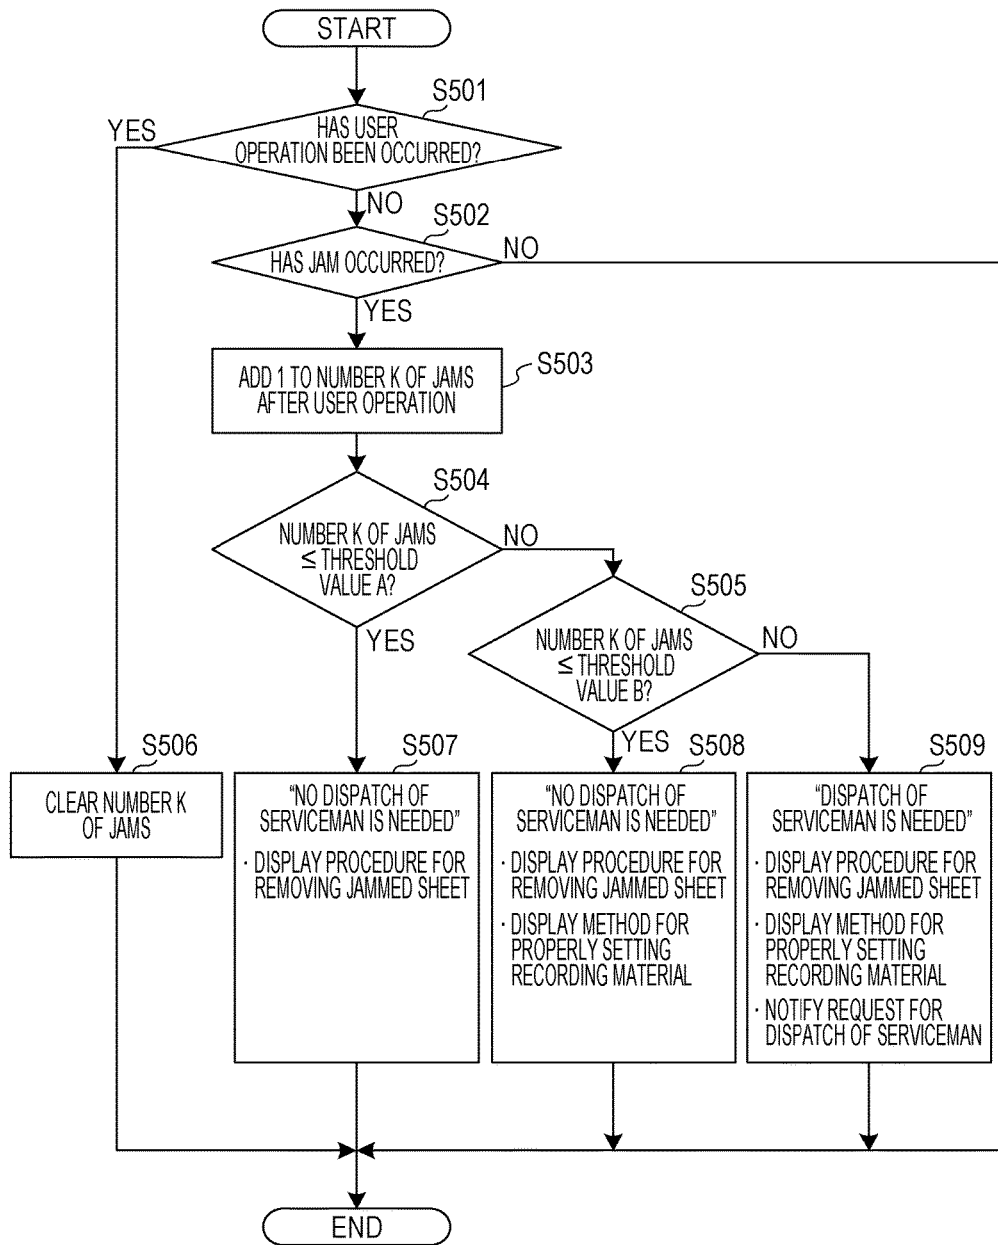 START
S501
YES
HAS USER
OPERATION BEEN OCCURRED?
NO
S502
HAS JAM OCCURRED?
NO
YES
S503
ADD 1 TO NUMBER K OF JAMS
AFTER USER OPERATION
S504
NUMBER K OF JAMS
≦ THRESHOLD
VALUE A?
NO
YES
S505
NUMBER K OF JAMS
≦ THRESHOLD
VALUE B?
NO
YES
S506
CLEAR NUMBER K
OF JAMS
S507
“NO DISPATCH OF
SERVICEMAN IS NEEDED”
· DISPLAY PROCEDURE FOR
REMOVING JAMMED SHEET
S508
“NO DISPATCH OF
SERVICEMAN IS NEEDED”
· DISPLAY PROCEDURE FOR
REMOVING JAMMED SHEET
· DISPLAY METHOD FOR
PROPERLY SETTING
RECORDING MATERIAL
S509
“DISPATCH OF
SERVICEMAN IS NEEDED”
· DISPLAY PROCEDURE FOR
REMOVING JAMMED SHEET
· DISPLAY METHOD FOR
PROPERLY SETTING
RECORDING MATERIAL
· NOTIFY REQUEST FOR
DISPATCH OF SERVICEMAN
END